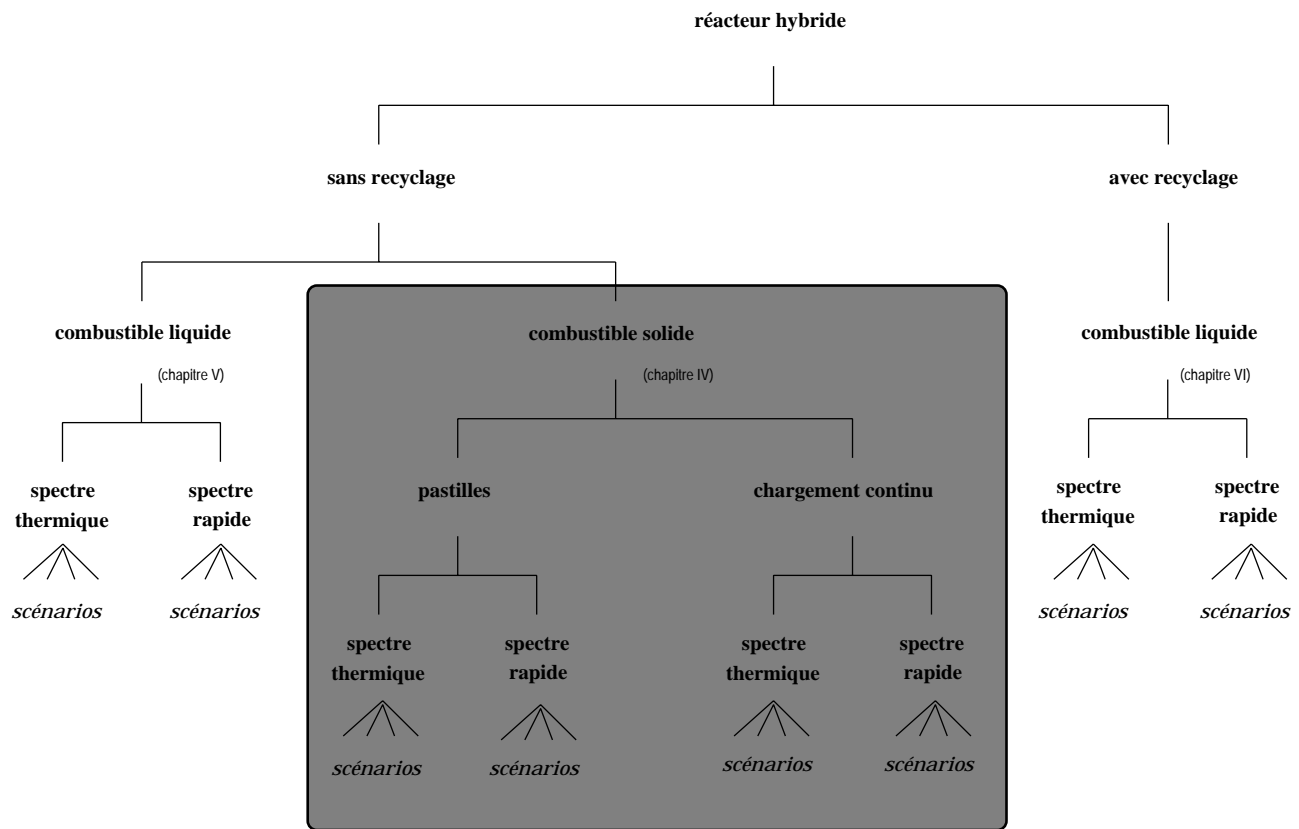 réacteur hybride
sans recyclage
avec recyclage
combustible liquide
(chapitre V)
combustible solide
(chapitre IV)
combustible liquide
(chapitre VI)
spectre
thermique
spectre
rapide
pastilles
chargement continu
spectre
thermique
spectre
rapide
scénarios
scénarios
scénarios
scénarios
spectre
thermique
spectre
rapide
spectre
thermique
spectre
rapide
scénarios
scénarios
scénarios
scénarios